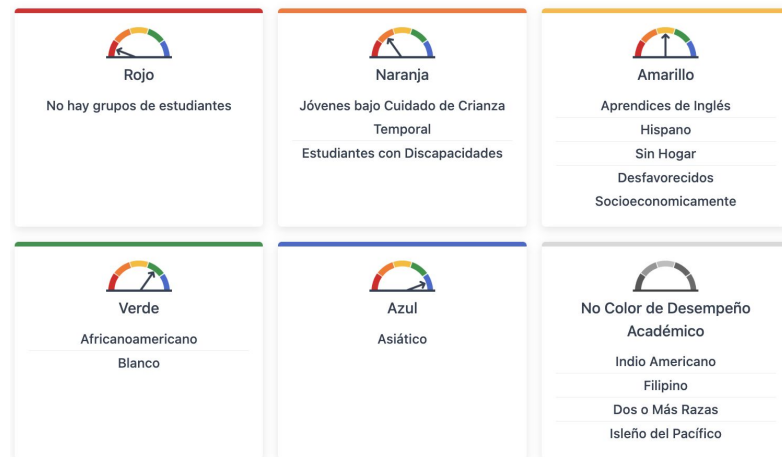 Rojo
No hay grupos de estudiantes
Naranja
Jóvenes bajo Cuidado de Crianza
Temporal
Estudiantes con Discapacidades
Amarillo
Aprendices de Inglés
Hispano
Sin Hogar
Desfavorecidos
Socioeconomicamente
Verde
Africanoamericano
Blanco
Azul
Asiático
No Color de Desempeño
Académico
Indio Americano
Filipino
Dos o Más Razas
Isleño del Pacífico